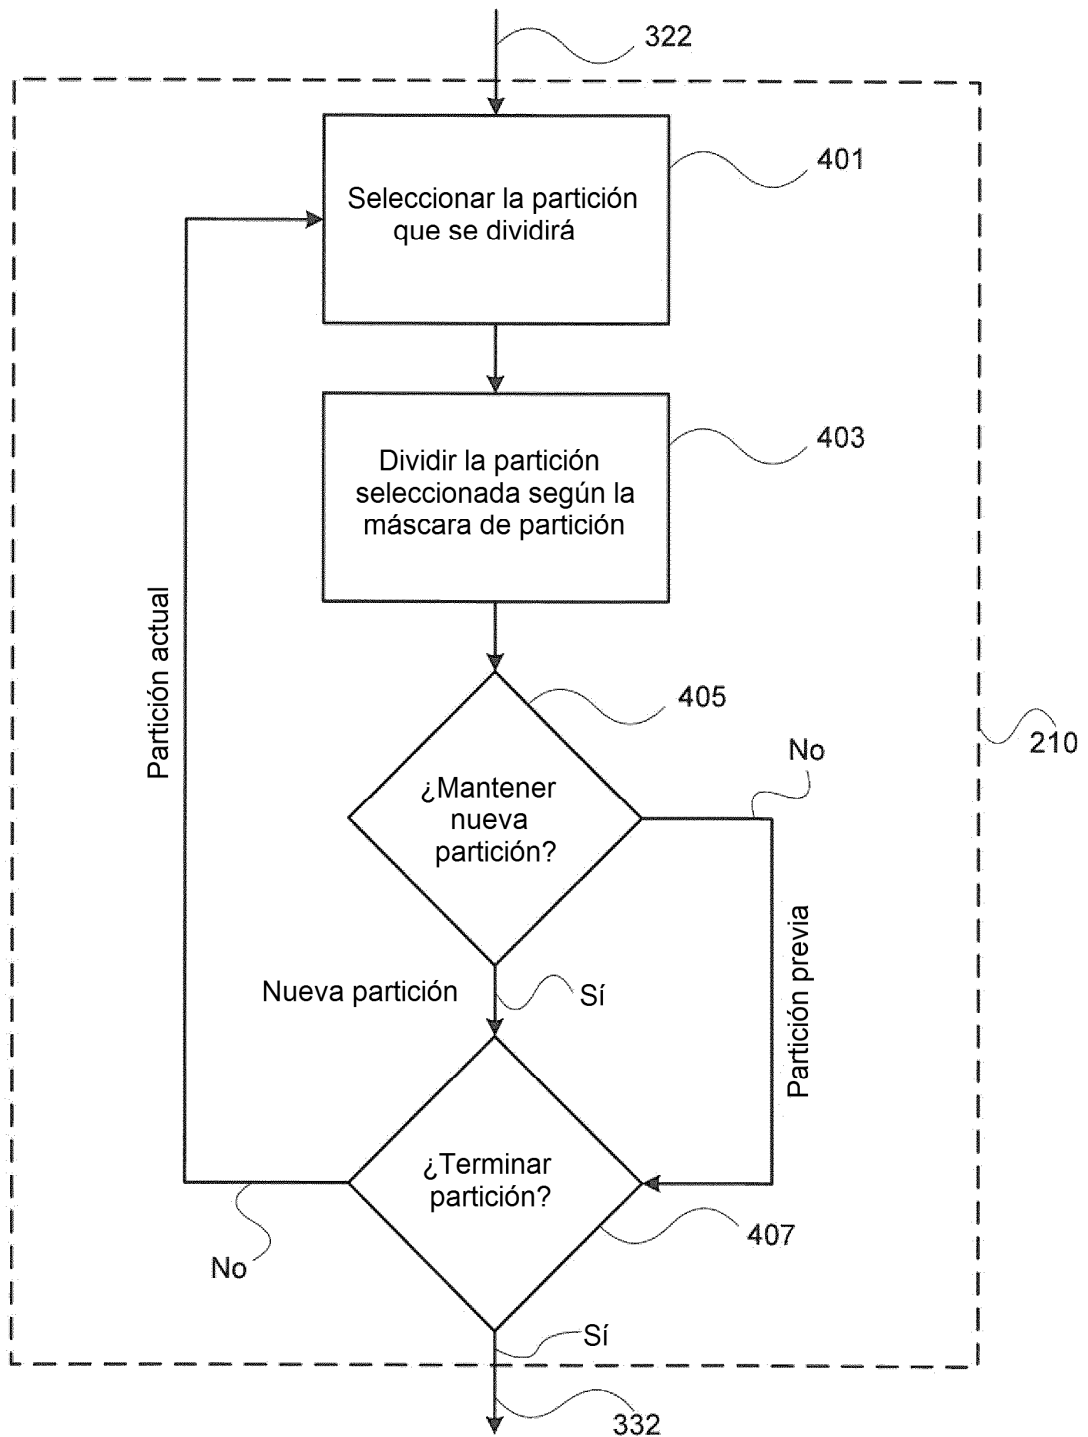 322
401
Seleccionar la partición
que se dividirá
403
Dividir la partición
seleccionada según la
máscara de partición
Partición actual
405
210
No
¿Mantener
nueva
partición?
Partición previa
Nueva partición
Sí
¿Terminar
partición?
407
No
Sí
332